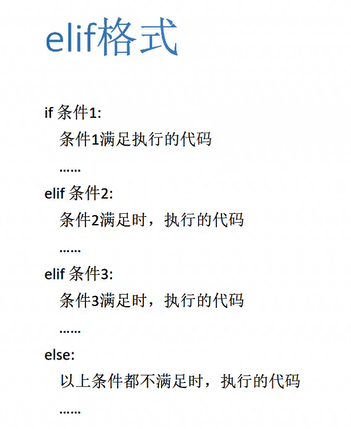 elif格式
if 条件1:
条件1满足执行的代码
……
elif 条件2:
条件2满足时，执行的代码
……
elif 条件3:
条件3满足时，执行的代码
……
else:
以上条件都不满足时，执行的代码
……